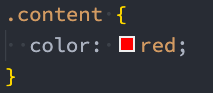 .content {
  color: red;
}